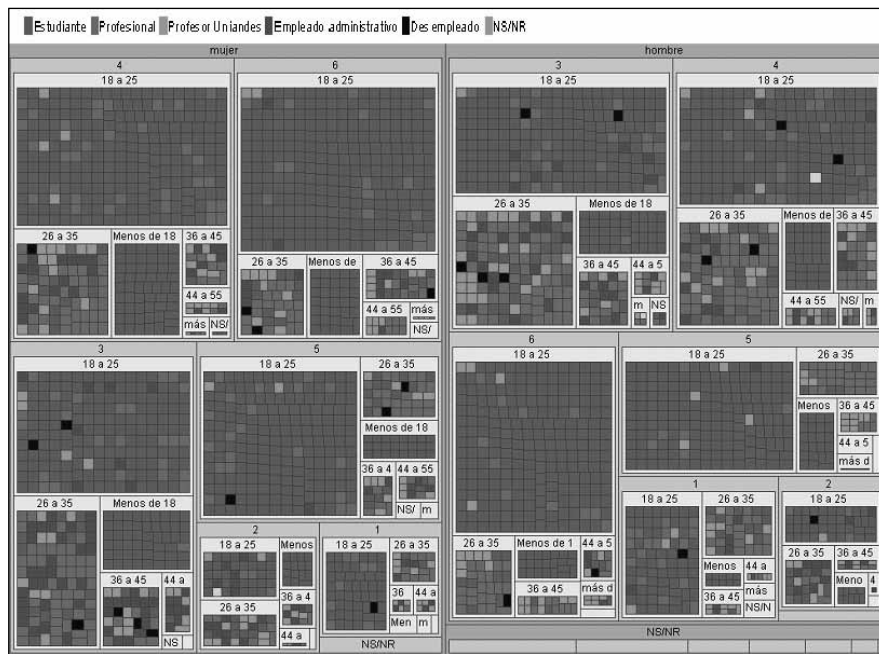 Estudiante Profesional Profesor Uniandes Empleado administrativo Desempleado NS/NR
mujer
4
18 a 25
26 a 35
Menos de 18
36 a 45
44 a 55
más
NS/
6
18 a 25
26 a 35
Menos de
36 a 45
44 a 55
más
NS/
3
18 a 25
26 a 35
Menos de 18
36 a 45
44 a
NS
5
18 a 25
26 a 35
Menos de 18
36 a 4
44 a 55
NS/
m
2
18 a 25
Menos
26 a 35
36 a 4
44 a
1
18 a 25
26 a 35
36
44 a
Men
m
NS/NR
hombre
3
18 a 25
26 a 35
Menos de 18
36 a 45
44 a 5
m
NS
4
18 a 25
26 a 35
Menos de
36 a 45
44 a 55
NS/
m
6
18 a 25
26 a 35
Menos de 1
44 a 5
36 a 45
más d
5
18 a 25
26 a 35
Menos
36 a 45
44 a 5
más d
1
18 a 25
26 a 35
Menos
44 a
36 a 45
más
NS/N
2
18 a 25
26 a 35
36 a 45
Meno
4
NS/NR